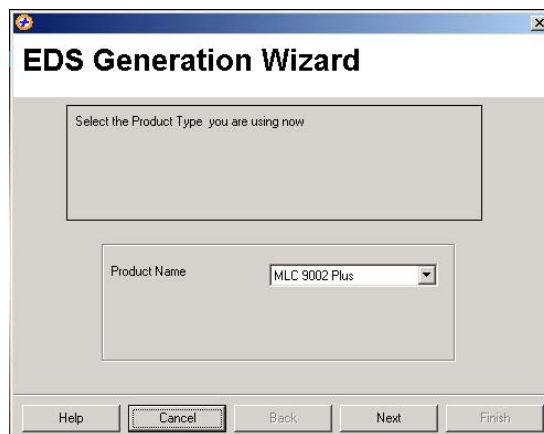 EDS Generation Wizard
Select the Product Type you are using now
Product Name
MLC 9002 Plus
Help
Cancel
Back
Next
Finish